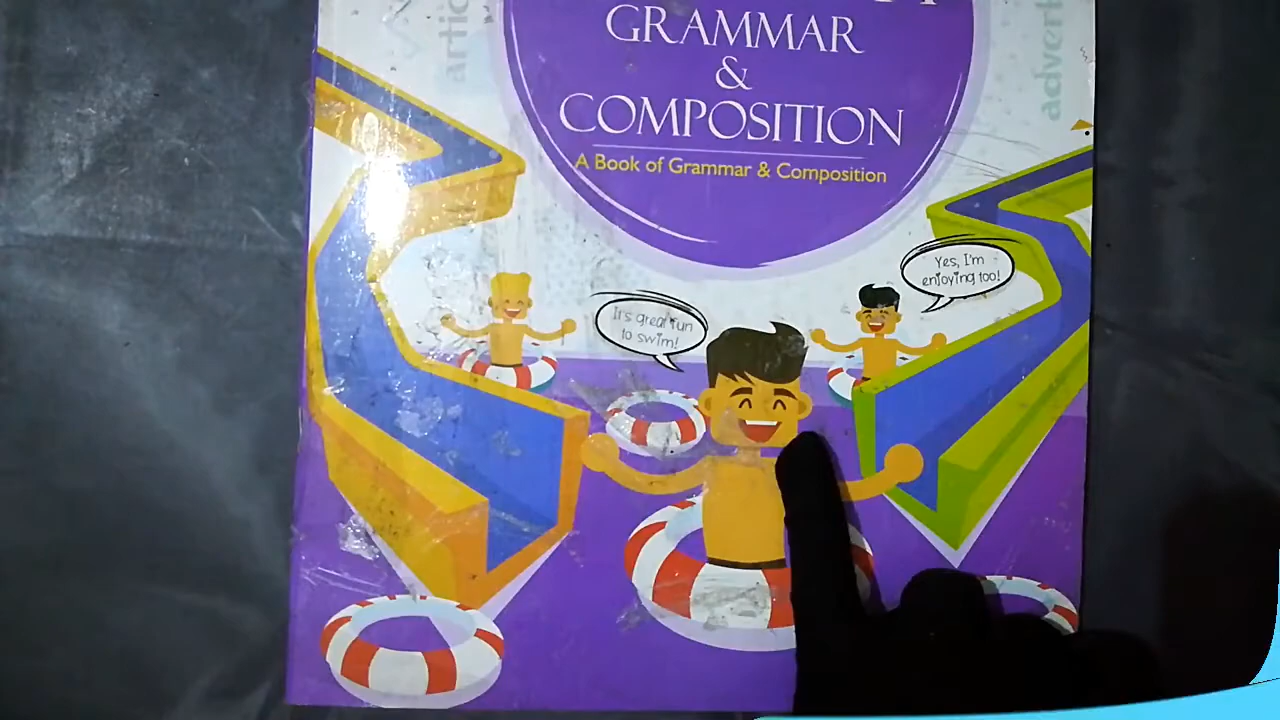 GRAMMAR
&
COMPOSITION
A Book of Grammar & Composition
Yes, I'm
enjoying too!
It's great fun
to swim!